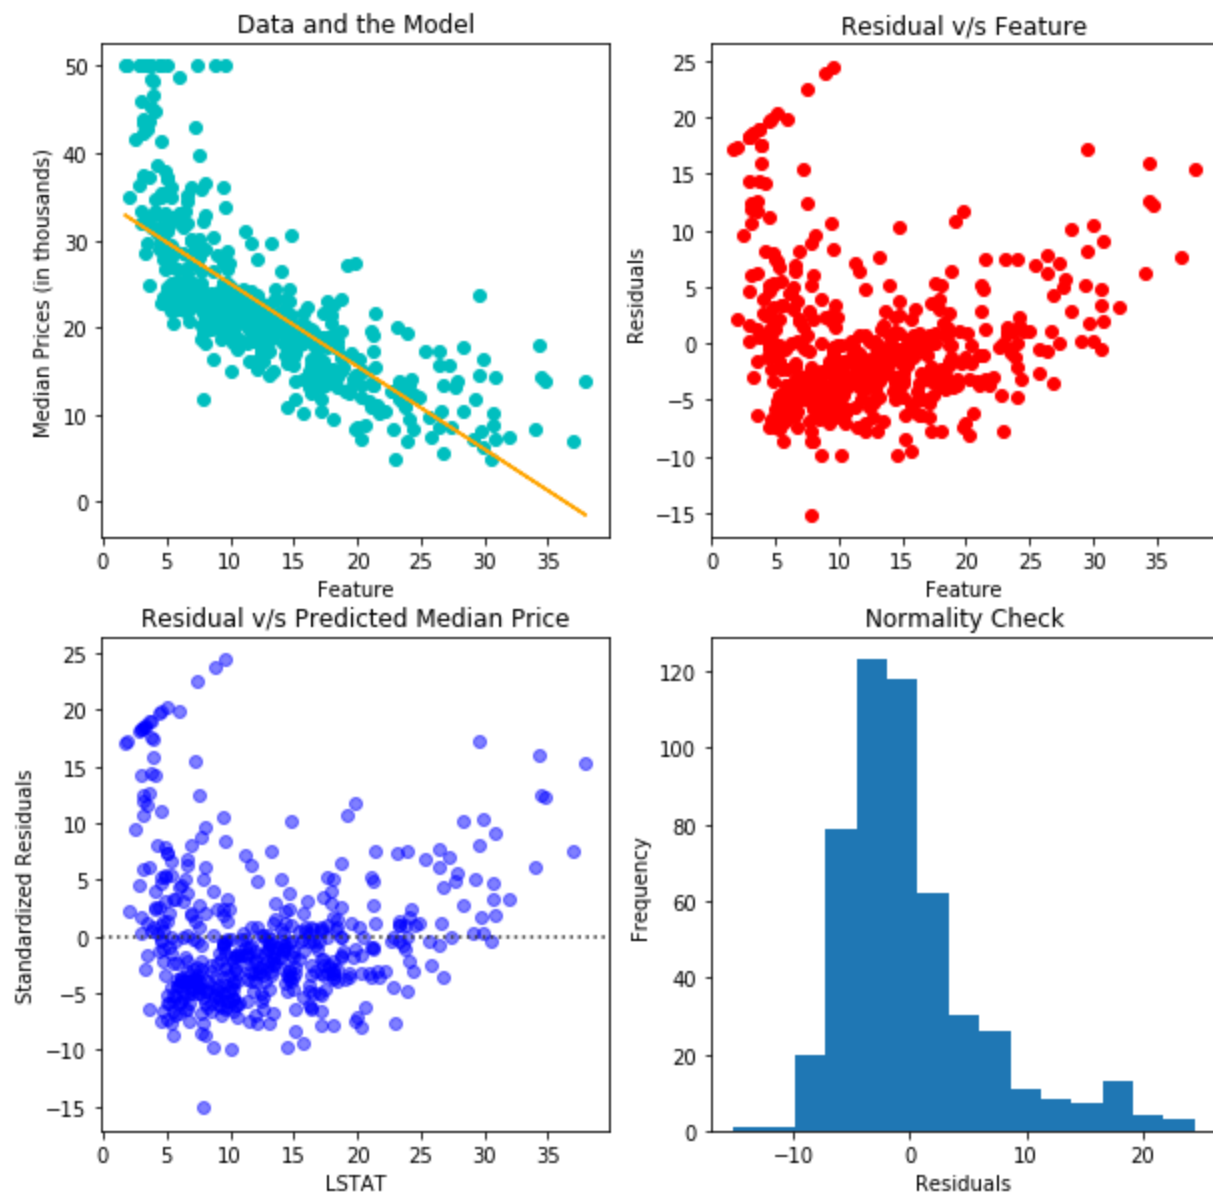 Data and the Model
50
40
30
20
10
0
Median Prices (in thousands)
0 5 10 15 20 25 30 35
Feature
Residual v/s Feature
25
20
15
10
5
0
−5
−10
−15
Residuals
0 5 10 15 20 25 30 35
Feature
Residual v/s Predicted Median Price
25
20
15
10
5
0
−5
−10
−15
Standardized Residuals
0 5 10 15 20 25 30 35
LSTAT
Normality Check
120
100
80
60
40
20
0
Frequency
−10 0 10 20
Residuals